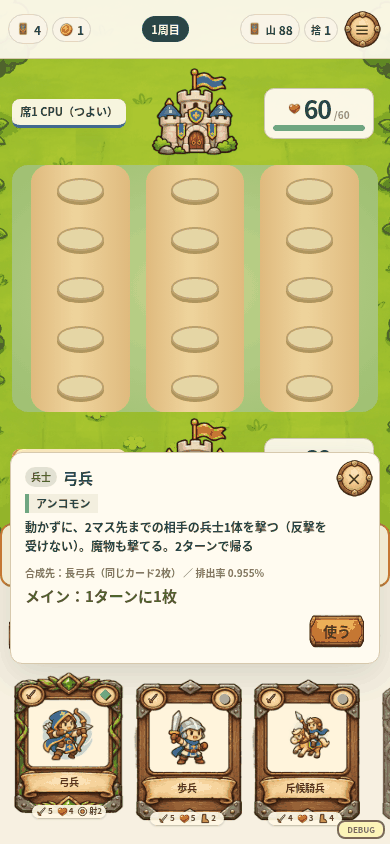 4
1
1周目
山 88
捨 1
席1 CPU（つよい）
60/60
兵士 弓兵
アンコモン
動かずに、2マス先までの相手の兵士1体を撃つ（反撃を
受けない）。魔物も撃てる。2ターンで帰る
合成先：長弓兵（同じカード2枚） ／ 排出率 0.955%
メイン：1ターンに1枚
使う
弓兵
5 4 射2
歩兵
5 5 2
斥候騎兵
4 3 4
DEBUG